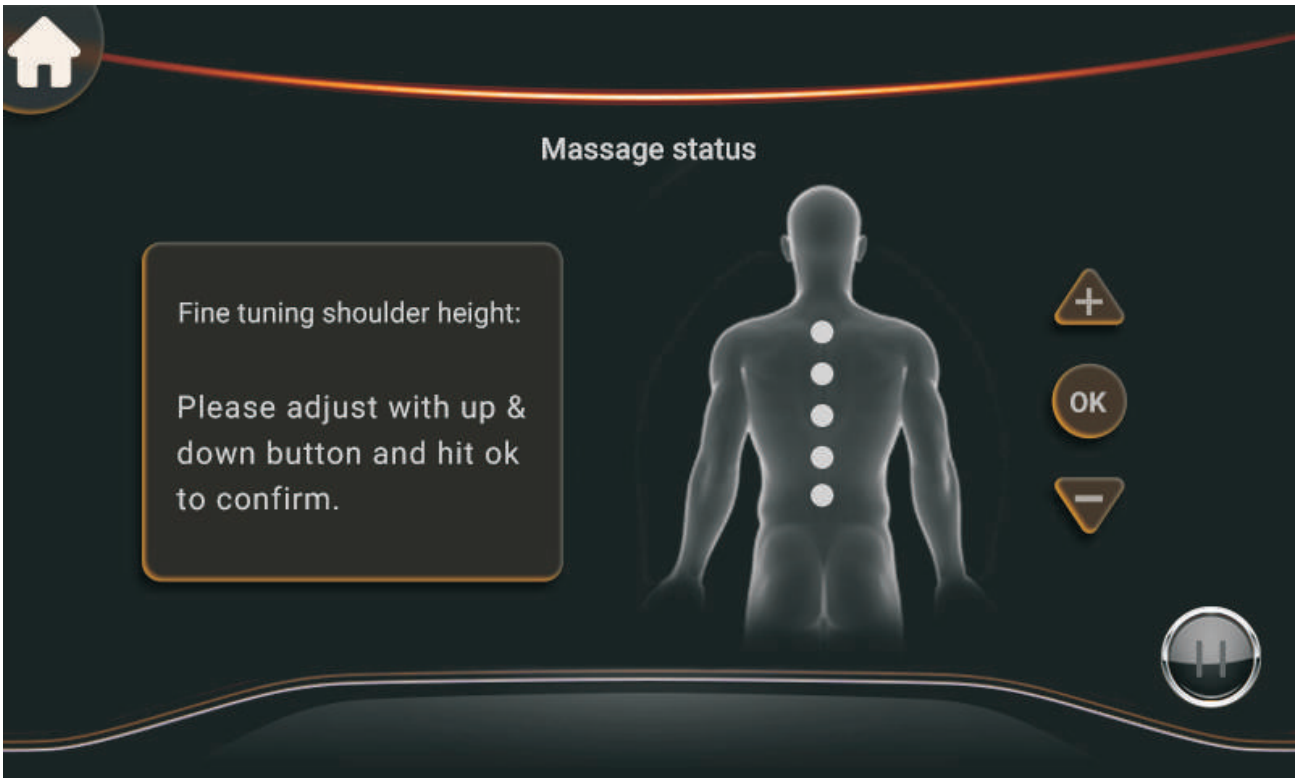 Massage status
Fine tuning shoulder height:
Please adjust with up &
down button and hit ok
to confirm.
+
OK
−